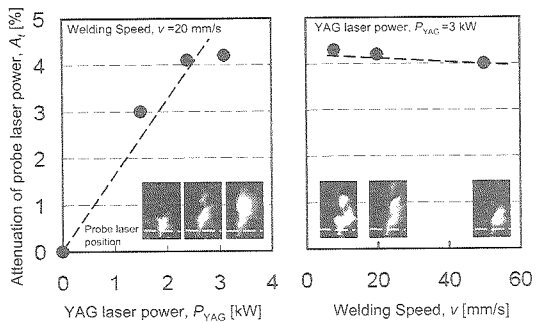 Attenuation of probe laser power, Aₜ [%]
5
4
3
2
1
0
Welding Speed, v =20 mm/s
Probe laser
position
0 1 2 3 4
YAG laser power, P_YAG [kW]
YAG laser power, P_YAG =3 kW
0 20 40 60
Welding Speed, v [mm/s]